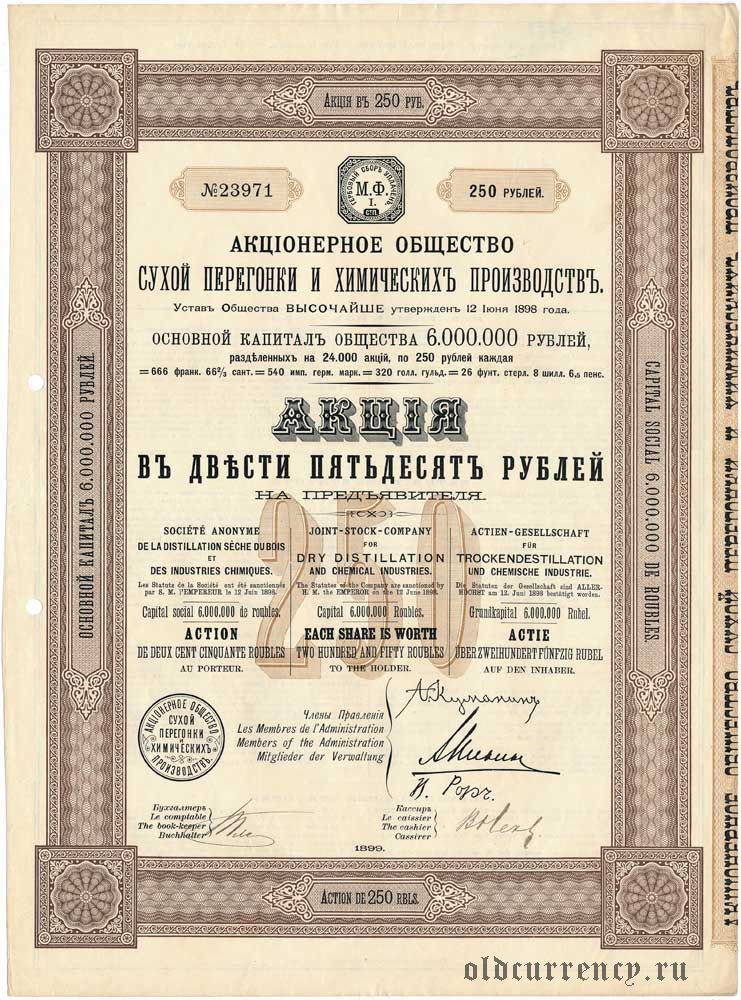 АКЦІЯ ВЪ 250 РУБ.
№23971
ГЕРБОВЫЙ СБОРЪ УПЛАЧЕНЪ
М.Ф.
I.
СТП.
250 РУБЛЕЙ.
АКЦІОНЕРНОЕ ОБЩЕСТВО
СУХОЙ ПЕРЕГОНКИ И ХИМИЧЕСКИХЪ ПРОИЗВОДСТВЪ.
Уставъ Общества ВЫСОЧАЙШЕ утвержденъ 12 Іюня 1898 года.
ОСНОВНОЙ КАПИТАЛЪ ОБЩЕСТВА 6.000.000 РУБЛЕЙ,
раздѣленныхъ на 24.000 акцій, по 250 рублей каждая
=666 франк. 66⅔ сант.=540 имп. герм. марк.=320 голл. гульд.=26 фунт. стерл. 8 шилл. 6,5 пенс.
АКЦІЯ
ВЪ ДВѢСТИ ПЯТЬДЕСЯТЪ РУБЛЕЙ
НА ПРЕДЪЯВИТЕЛЯ.
250
SOCIÉTÉ ANONYME
DE LA DISTILLATION SÈCHE DU BOIS
ET
DES INDUSTRIES CHIMIQUES.
Les Statuts de la Société ont été sanctionnés
par S. M. l'EMPEREUR le 12 Juin 1898.
Capital social 6.000.000 de roubles.
ACTION
DE DEUX CENT CINQUANTE ROUBLES
AU PORTEUR.
JOINT-STOCK-COMPANY
FOR
DRY DISTILLATION
AND CHEMICAL INDUSTRIES.
The Statutes of the Company are sanctioned by
H. M. the EMPEROR on the 12 June 1898.
Capital 6.000.000 Roubles.
EACH SHARE IS WORTH
TWO HUNDRED AND FIFTY ROUBLES
TO THE HOLDER.
ACTIEN-GESELLSCHAFT
FÜR
TROCKENDESTILLATION
UND CHEMISCHE INDUSTRIE.
Die Statuten der Gesellschaft sind ALLER-
HÖCHST am 12. Juni 1898 bestätigt worden.
Grundkapital 6.000.000 Rubel.
ACTIE
ÜBER ZWEIHUNDERT FÜNFZIG RUBEL
AUF DEN INHABER.
АКЦІОНЕРНОЕ ОБЩЕСТВО
СУХОЙ
ПЕРЕГОНКИ
И
ХИМИЧЕСКИХЪ
ПРОИЗВОДСТВЪ.
Члены Правленія
Les Membres de l'Administration
Members of the Administration
Mitglieder der Verwaltung
А. Куманинъ
Бухгалтеръ
Le comptable
The book-keeper
Buchhalter
Кассиръ
Le caissier
The cashier
Cassirer
1899.
ACTION DE 250 RBLS.
ОСНОВНОЙ КАПИТАЛЪ 6.000.000 РУБЛЕЙ.
CAPITAL SOCIAL 6.000.000 DE ROUBLES.
АКЦІОНЕРНОЕ ОБЩЕСТВО СУХОЙ ПЕРЕГОНКИ И ХИМИЧЕСКИХЪ ПРОИЗВОДСТВЪ
oldcurrency.ru